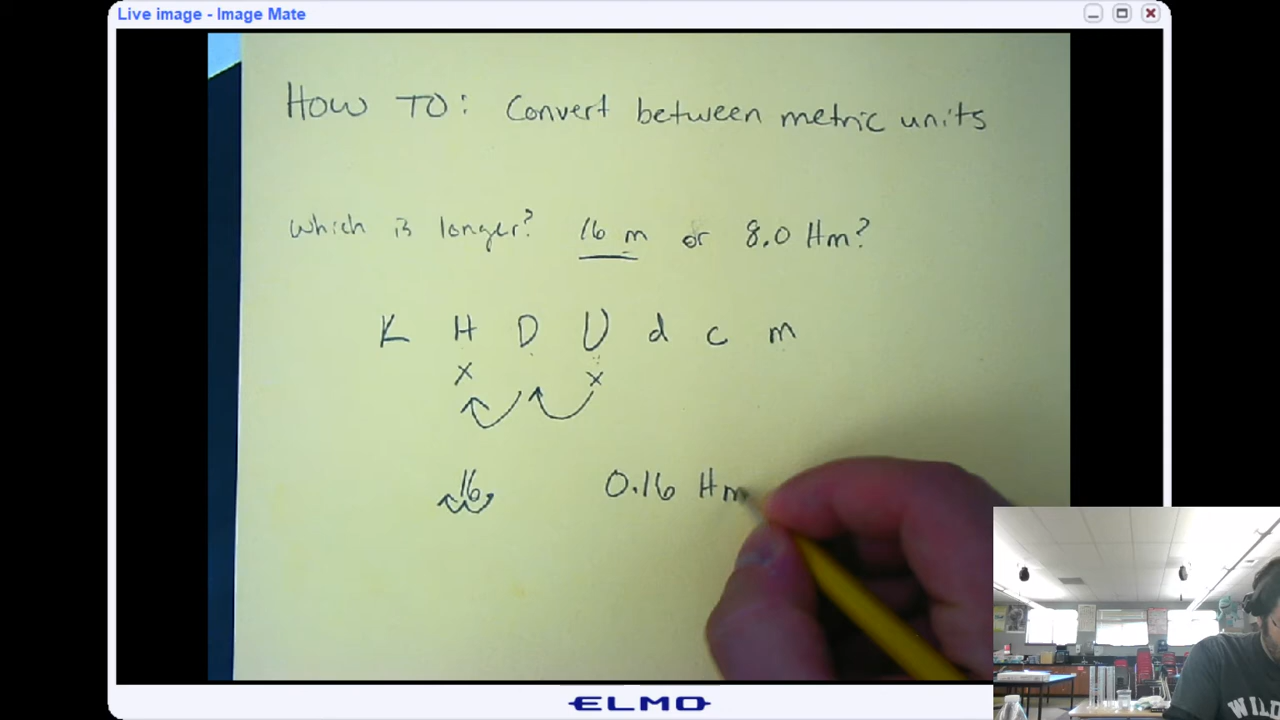 Live image - Image Mate
HOW TO: Convert between metric units
Which is longer? 16 m or 8.0 Hm?
K H D U d c m
x x
16 0.16 Hm
ELMO